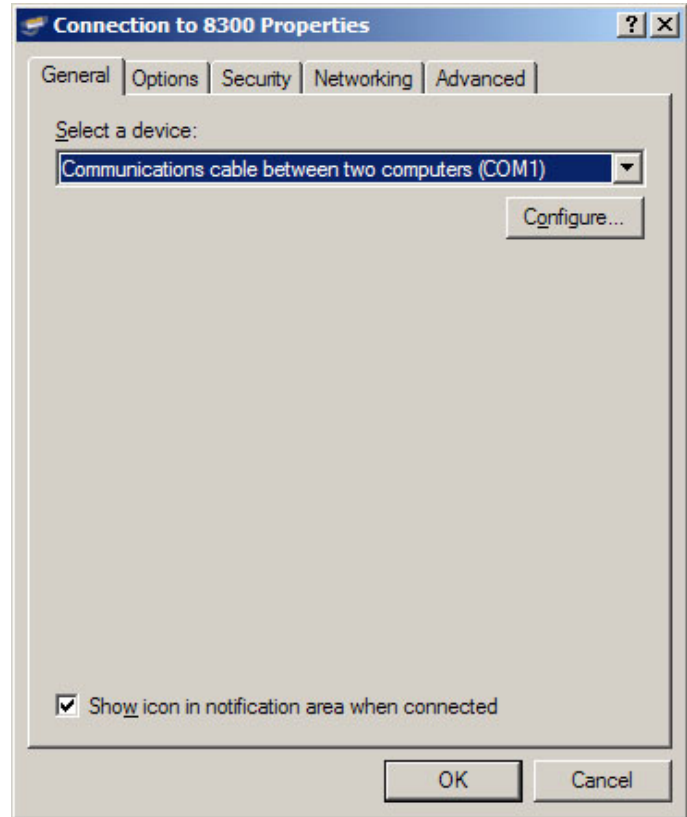 Connection to 8300 Properties
General Options Security Networking Advanced
Select a device:
Communications cable between two computers (COM1)
Configure...
Show icon in notification area when connected
OK Cancel